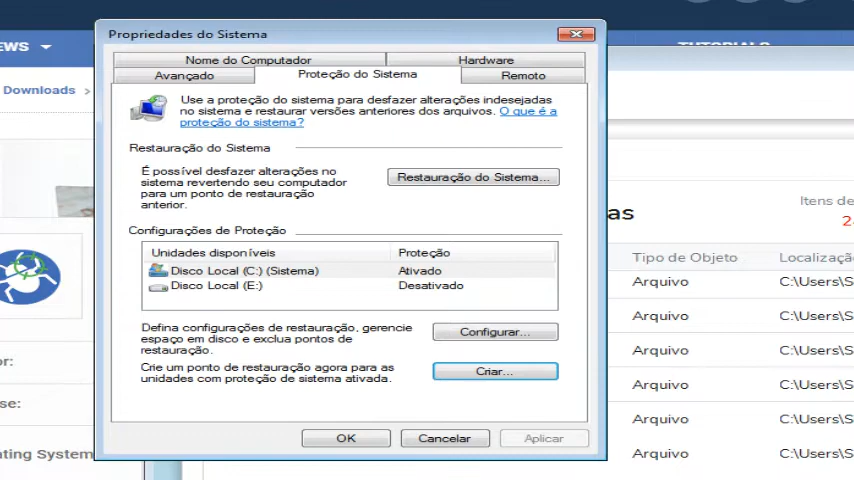 Propriedades do Sistema
EWS
TUTORIALS
Nome do Computador
Hardware
Avançado
Proteção do Sistema
Remoto
Downloads >
Use a proteção do sistema para desfazer alterações indesejadas
no sistema e restaurar versões anteriores dos arquivos. O que é a
proteção do sistema?
Restauração do Sistema
É possível desfazer alterações no
sistema revertendo seu computador
para um ponto de restauração
anterior.
Restauração do Sistema...
Configurações de Proteção
Unidades disponíveis
Proteção
Disco Local (C:) (Sistema)
Ativado
Disco Local (E:)
Desativado
Defina configurações de restauração, gerencie
espaço em disco e exclua pontos de
restauração.
Configurar...
Crie um ponto de restauração agora para as
unidades com proteção de sistema ativada.
Criar...
OK
Cancelar
Aplicar
as
Itens de
2
Tipo de Objeto
Localização
Arquivo
C:\Users\S
Arquivo
C:\Users\S
Arquivo
C:\Users\S
Arquivo
C:\Users\S
Arquivo
C:\Users\S
Arquivo
C:\Users\S
or:
se:
ating System